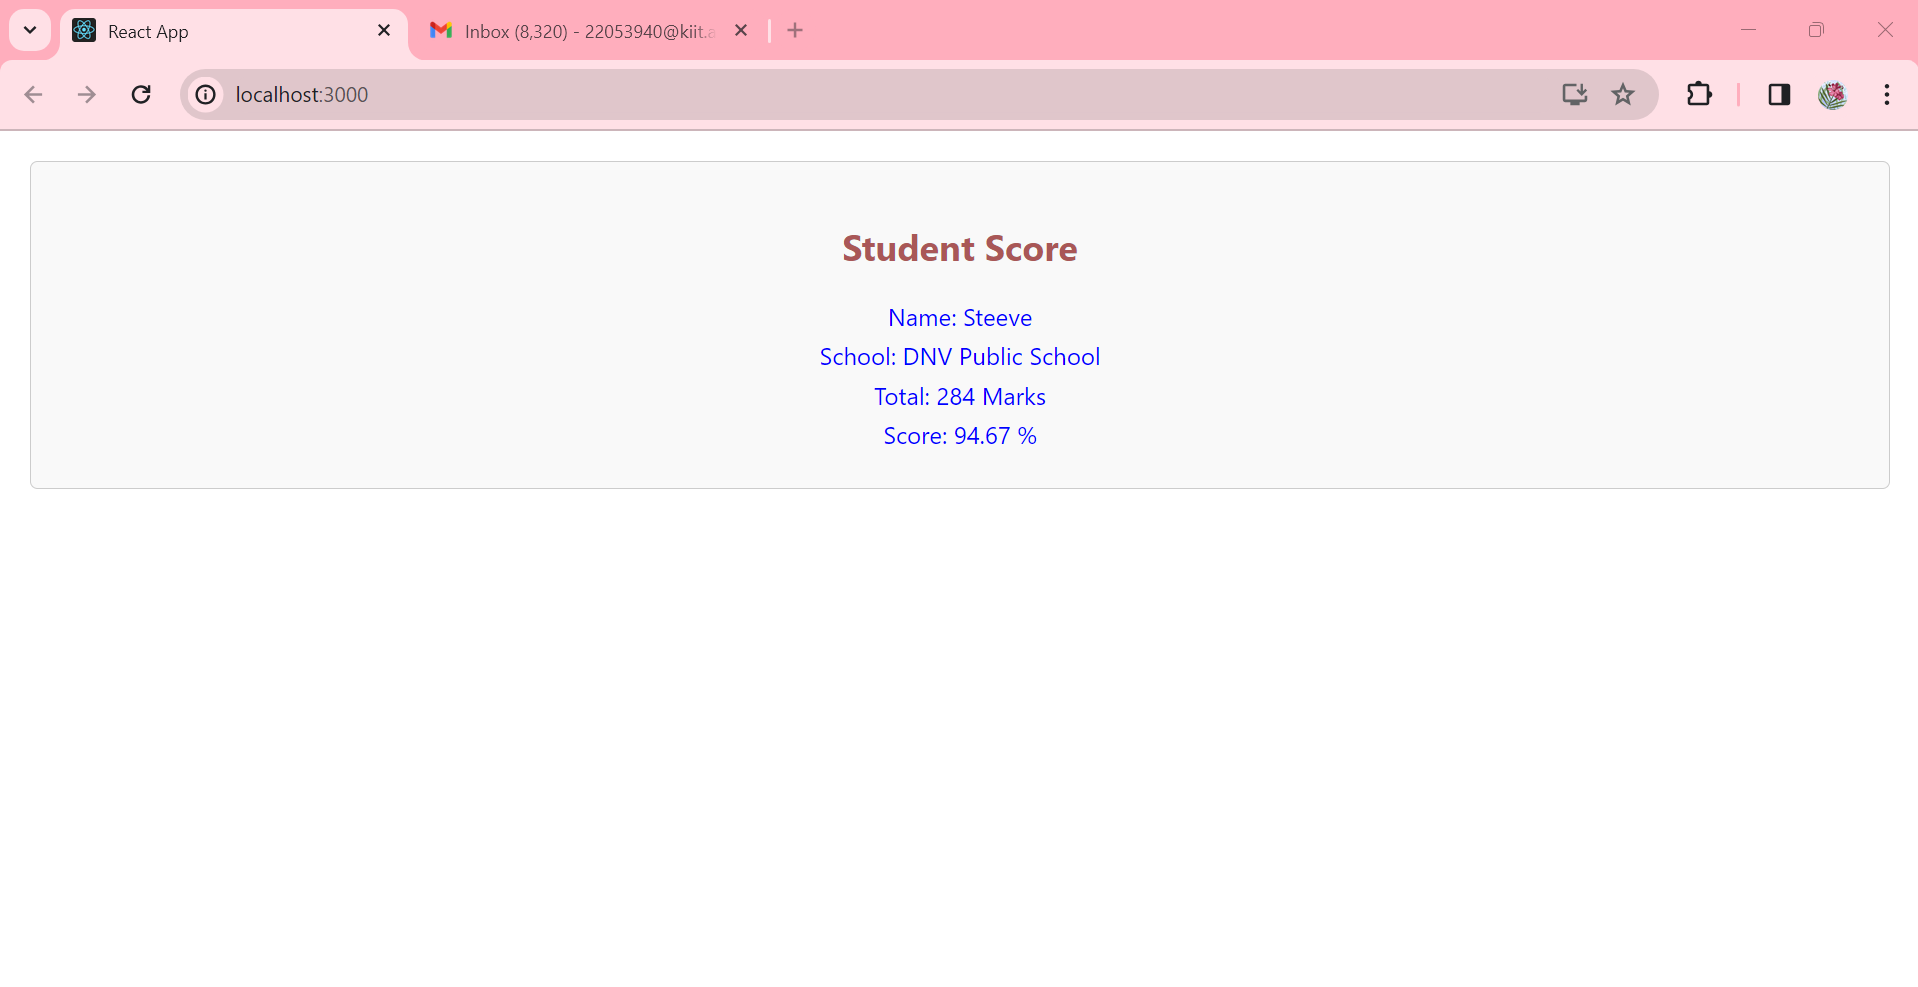 React App
Inbox (8,320) - 22053940@kiit.a
localhost:3000
Student Score
Name: Steeve
School: DNV Public School
Total: 284 Marks
Score: 94.67 %